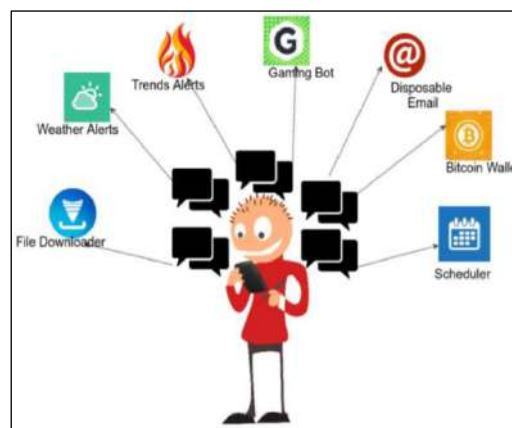 G
Gaming Bot
Trends Alerts
@
Disposable
Email
Weather Alerts
Bitcoin Walle
File Downloader
Scheduler